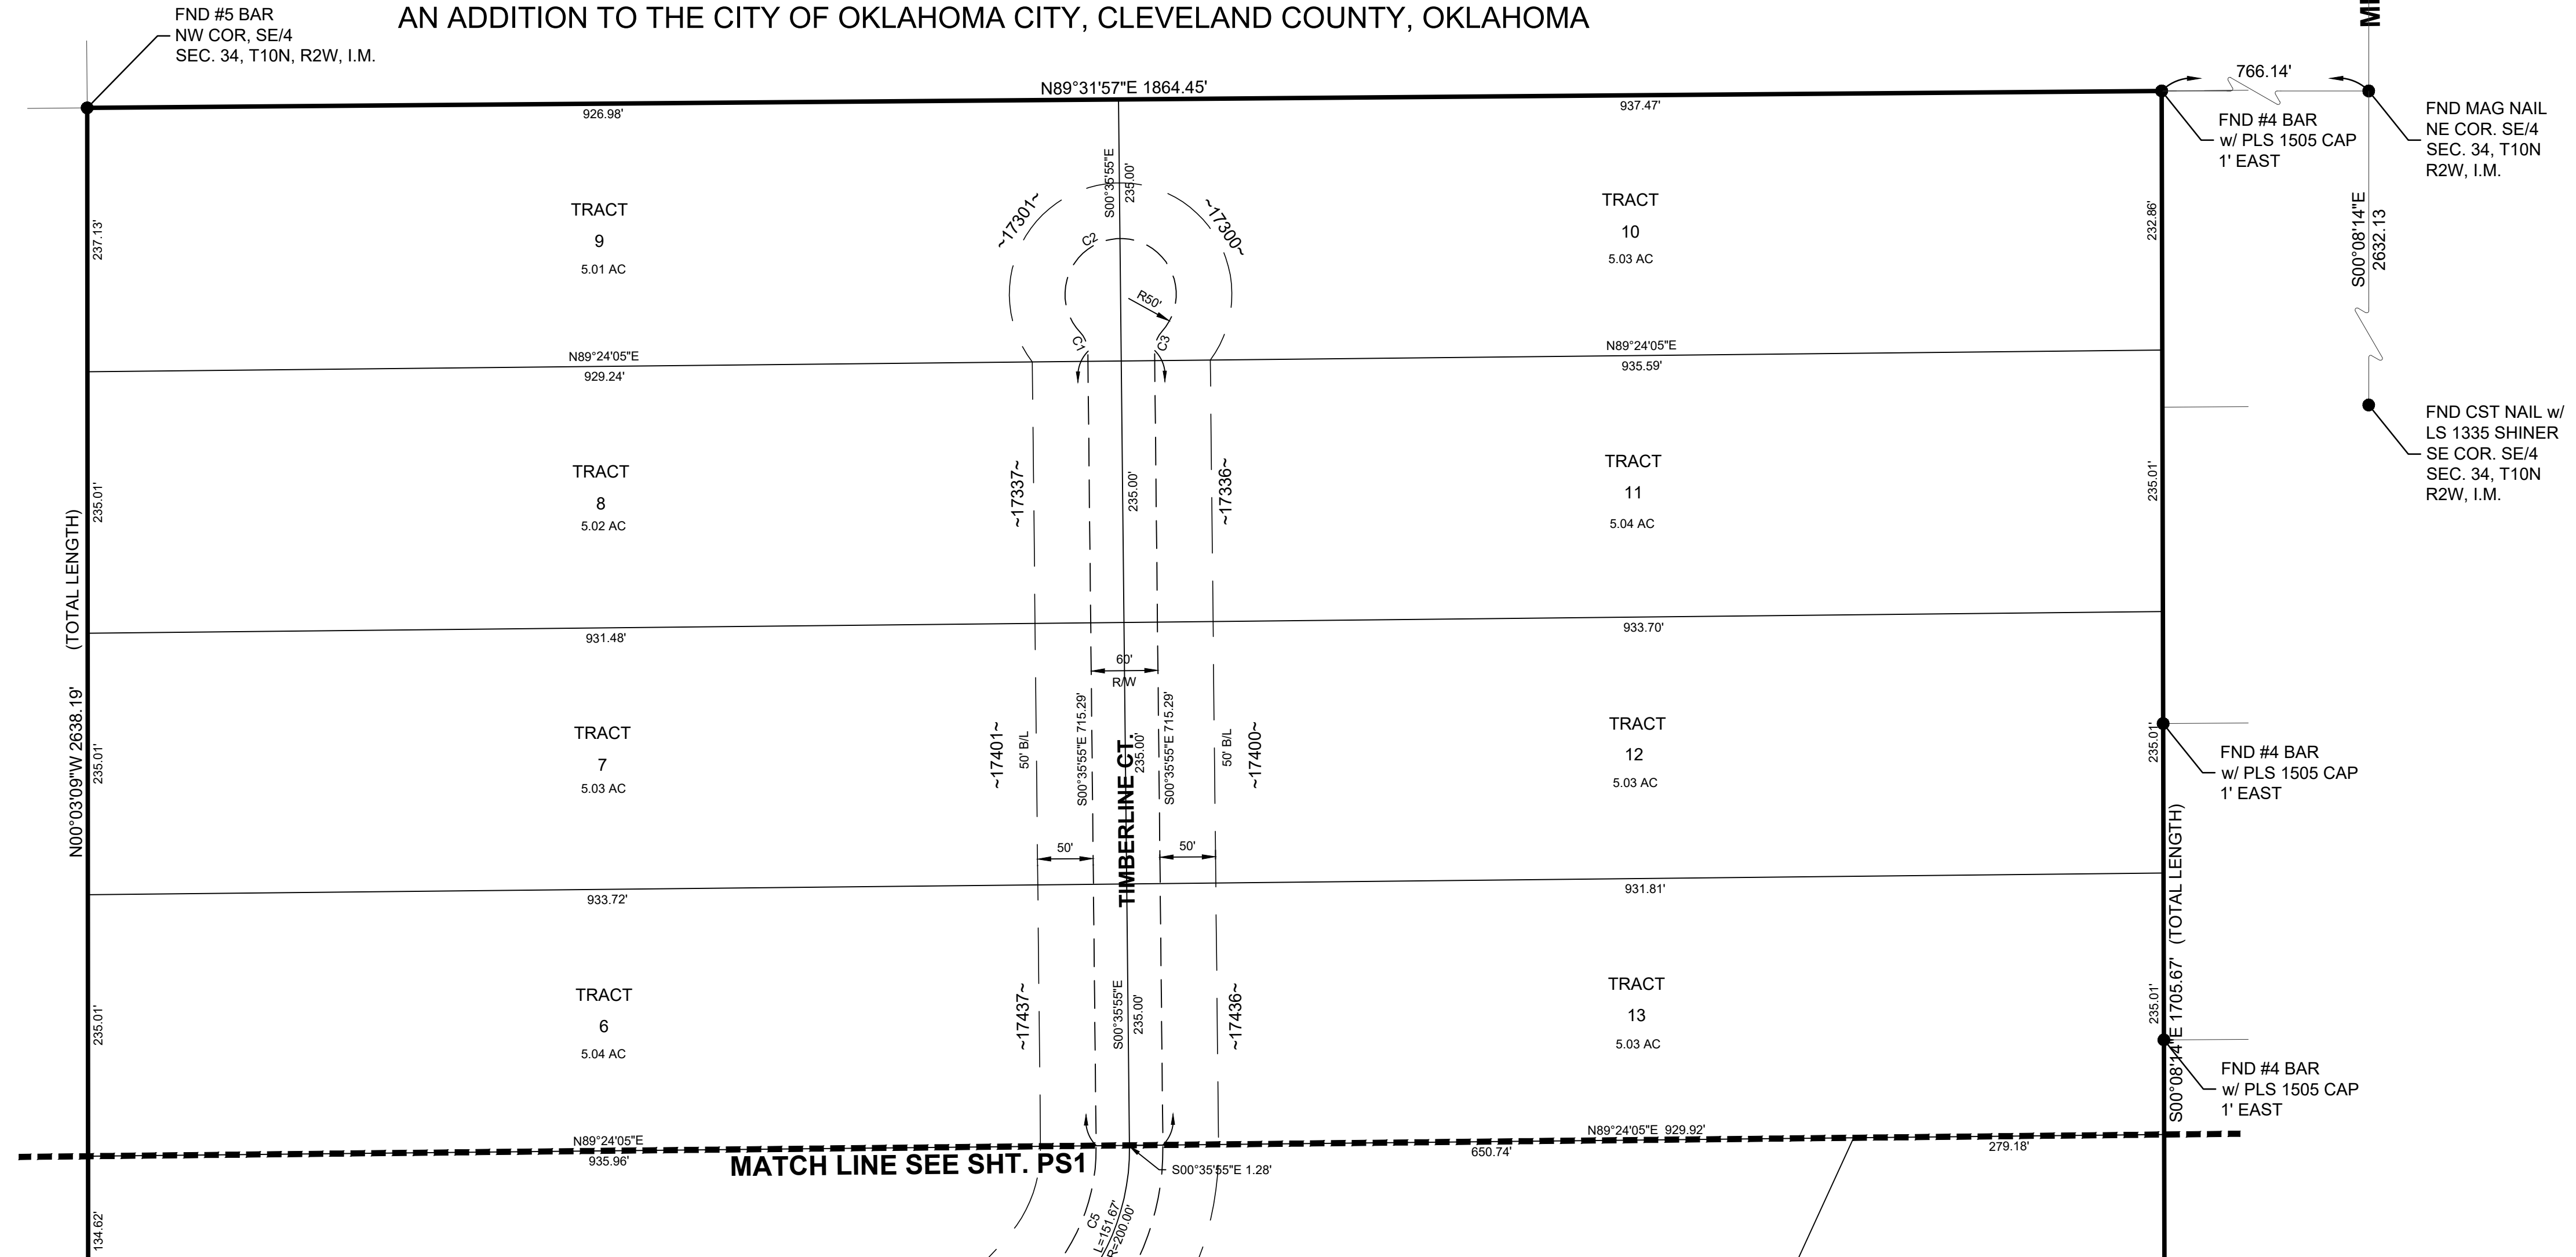 AN ADDITION TO THE CITY OF OKLAHOMA CITY, CLEVELAND COUNTY, OKLAHOMA
FND #5 BAR
NW COR, SE/4
SEC. 34, T10N, R2W, I.M.
N89°31'57"E 1864.45'
926.98'
937.47'
766.14'
FND #4 BAR
w/ PLS 1505 CAP
1' EAST
FND MAG NAIL
NE COR. SE/4
SEC. 34, T10N
R2W, I.M.
S00°08'14"E
2632.13
FND CST NAIL w/
LS 1335 SHINER
SE COR. SE/4
SEC. 34, T10N
R2W, I.M.
237.13'
TRACT
9
5.01 AC
~17301~
S00°35'55"E
235.00'
~17300~
C2
R50'
C1
C3
TRACT
10
5.03 AC
232.86'
N89°24'05"E
929.24'
N89°24'05"E
935.59'
235.01'
TRACT
8
5.02 AC
~17337~
235.00'
~17336~
TRACT
11
5.04 AC
235.01'
931.48'
933.70'
(TOTAL LENGTH)
N00°03'09"W 2638.19'
235.01'
TRACT
7
5.03 AC
~17401~
50' B/L
60'
R/W
S00°35'55"E 715.29'
TIMBERLINE CT.
235.00'
S00°35'55"E 715.29'
50' B/L
~17400~
50'
50'
TRACT
12
5.03 AC
235.01'
FND #4 BAR
w/ PLS 1505 CAP
1' EAST
933.72'
931.81'
235.01'
TRACT
6
5.04 AC
~17437~
S00°35'55"E
235.00'
~17436~
TRACT
13
5.03 AC
235.01'
S00°08'14"E 1705.67'
(TOTAL LENGTH)
FND #4 BAR
w/ PLS 1505 CAP
1' EAST
N89°24'05"E
935.96'
MATCH LINE SEE SHT. PS1
S00°35'55"E 1.28'
N89°24'05"E 929.92'
650.74'
279.18'
134.62'
C5
L=151.67'
R=200.00'